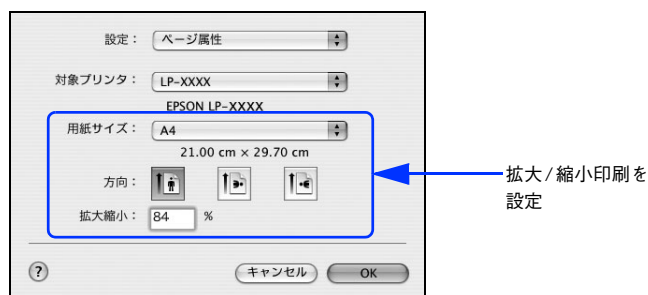 設定： ページ属性
対象プリンタ： LP-XXXX
EPSON LP-XXXX
用紙サイズ： A4
21.00 cm × 29.70 cm
方向：
拡大縮小： 84 %
拡大/縮小印刷を
設定
? キャンセル OK